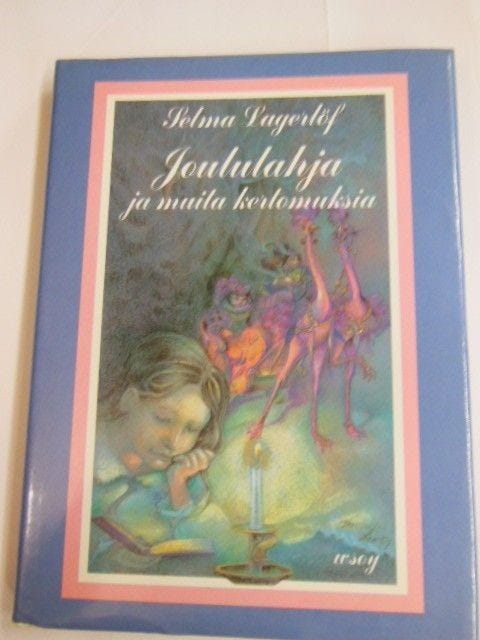 Selma Lagerlöf
Joululahja
ja muita kertomuksia
wsoy